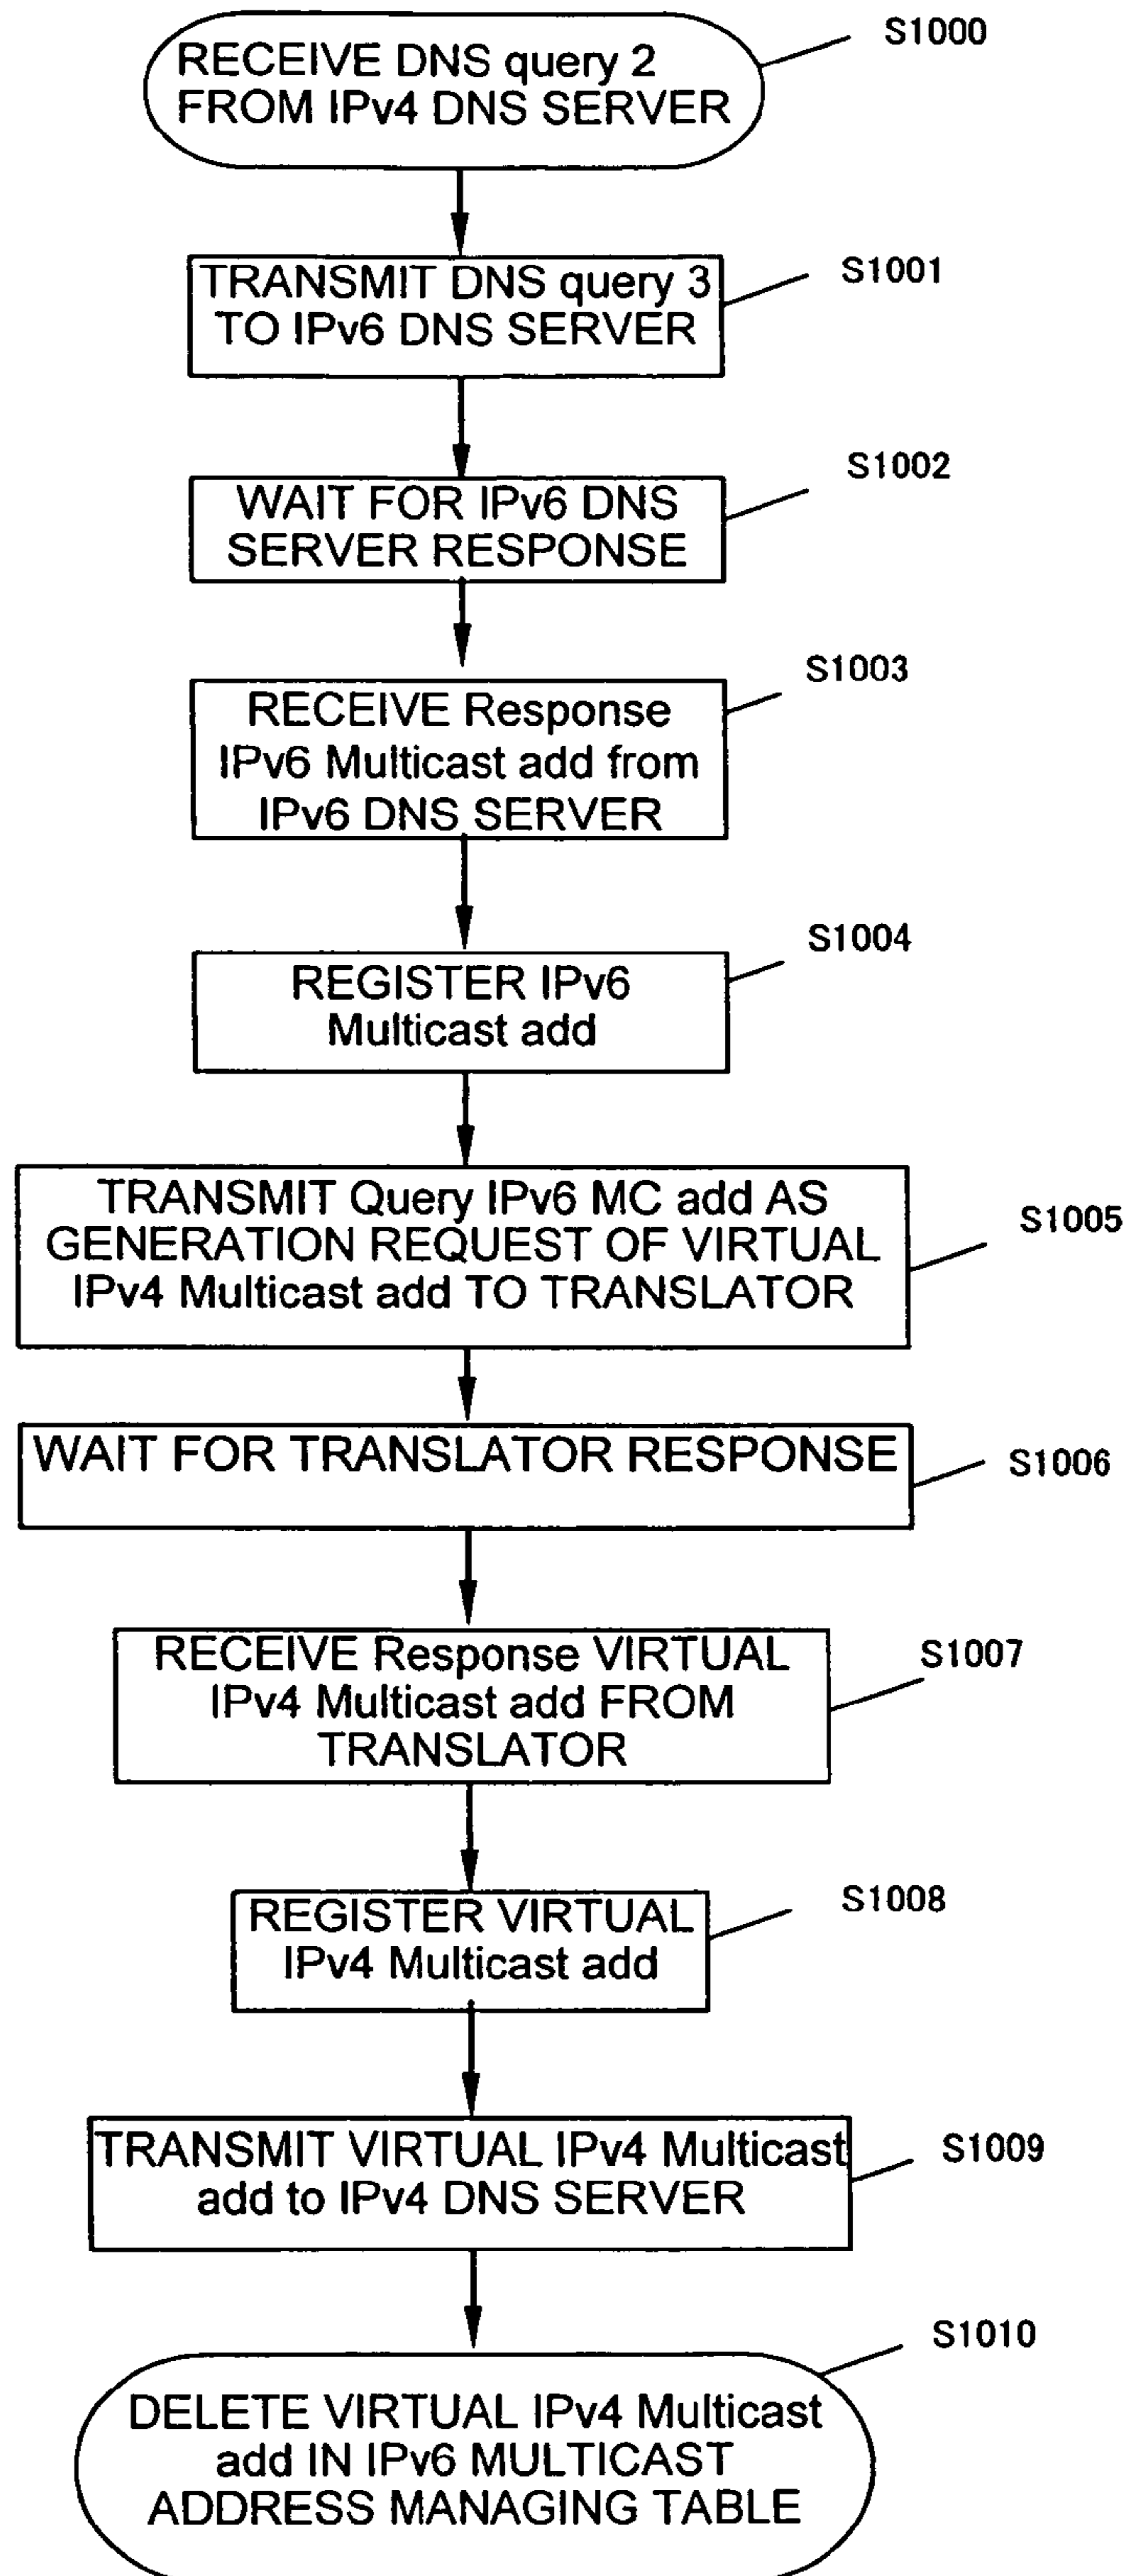 RECEIVE DNS query 2
FROM IPv4 DNS SERVER
S1000
TRANSMIT DNS query 3
TO IPv6 DNS SERVER
S1001
WAIT FOR IPv6 DNS
SERVER RESPONSE
S1002
RECEIVE Response
IPv6 Multicast add from
IPv6 DNS SERVER
S1003
REGISTER IPv6
Multicast add
S1004
TRANSMIT Query IPv6 MC add AS
GENERATION REQUEST OF VIRTUAL
IPv4 Multicast add TO TRANSLATOR
S1005
WAIT FOR TRANSLATOR RESPONSE
S1006
RECEIVE Response VIRTUAL
IPv4 Multicast add FROM
TRANSLATOR
S1007
REGISTER VIRTUAL
IPv4 Multicast add
S1008
TRANSMIT VIRTUAL IPv4 Multicast
add to IPv4 DNS SERVER
S1009
DELETE VIRTUAL IPv4 Multicast
add IN IPv6 MULTICAST
ADDRESS MANAGING TABLE
S1010